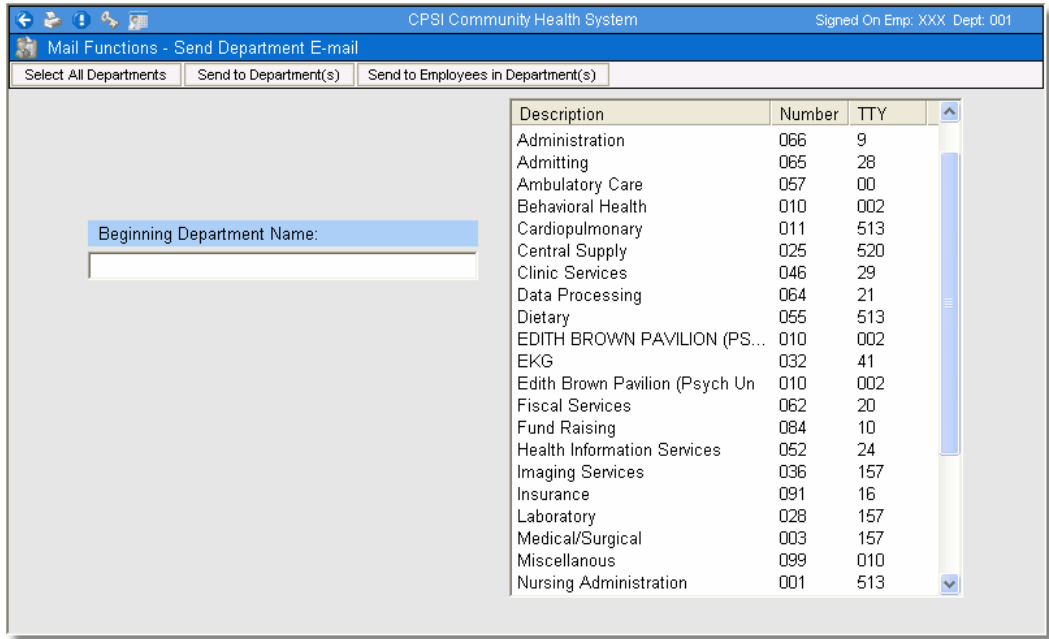 CPSI Community Health System Signed On Emp: XXX Dept: 001
Mail Functions - Send Department E-mail
Select All Departments Send to Department(s) Send to Employees in Department(s)
Beginning Department Name:
Description Number TTY
Administration 066 9
Admitting 065 28
Ambulatory Care 057 00
Behavioral Health 010 002
Cardiopulmonary 011 513
Central Supply 025 520
Clinic Services 046 29
Data Processing 064 21
Dietary 055 513
EDITH BROWN PAVILION (PS... 010 002
EKG 032 41
Edith Brown Pavilion (Psych Un 010 002
Fiscal Services 062 20
Fund Raising 084 10
Health Information Services 052 24
Imaging Services 036 157
Insurance 091 16
Laboratory 028 157
Medical/Surgical 003 157
Miscellanous 099 010
Nursing Administration 001 513